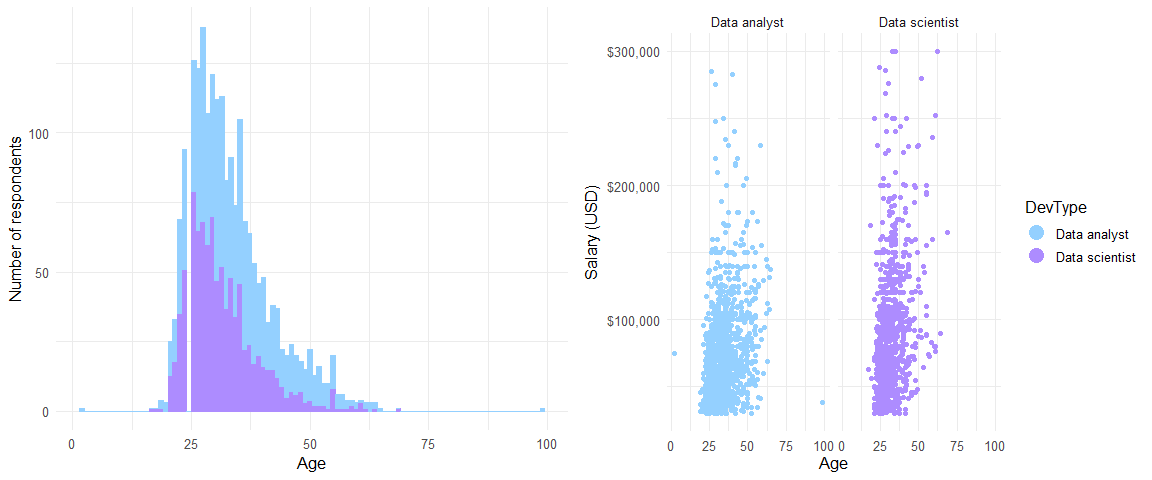 Number of respondents
100
50
0
0
25
50
75
100
Age
Data analyst
Data scientist
Salary (USD)
$300,000
$200,000
$100,000
0
25
50
75
100
0
25
50
75
100
Age
DevType
Data analyst
Data scientist